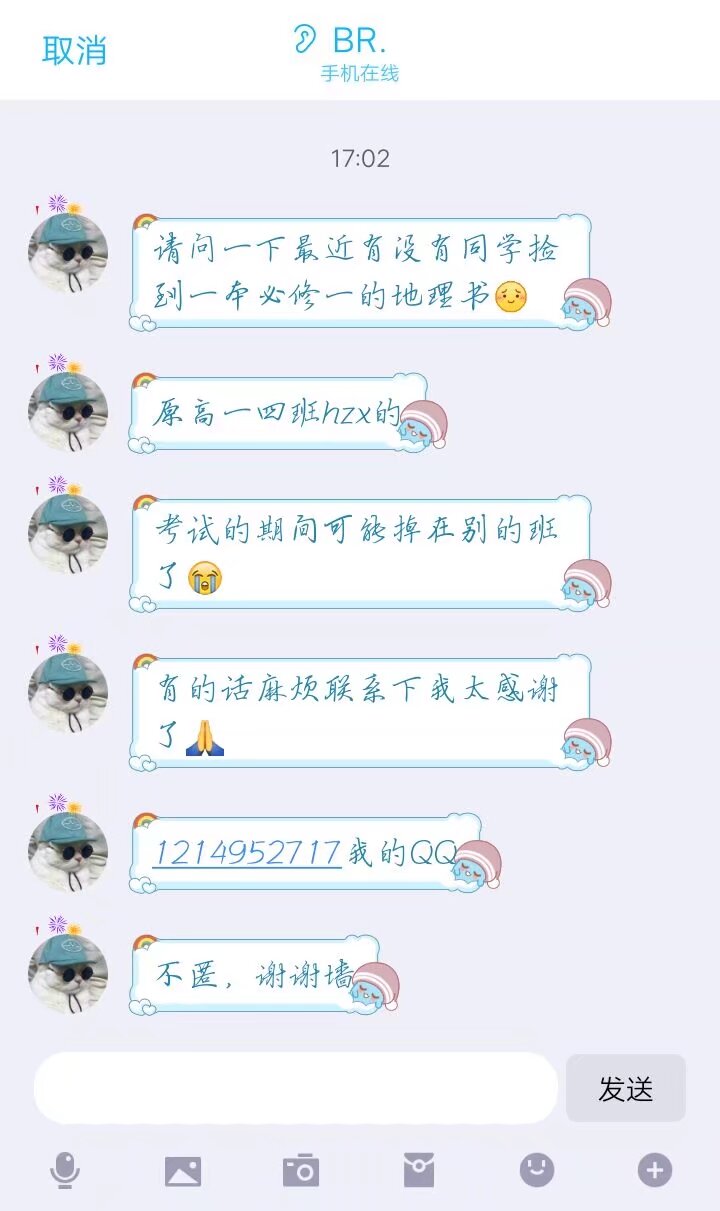 取消
BR.
手机在线
17:02
请问一下最近有没有同学捡
到一本必修一的地理书😔
原高一四班hzx的
考试的期间可能掉在别的班
了😭
有的话麻烦联系下我太感谢
了🙏
1214952717我的QQ
不匿，谢谢墙
发送